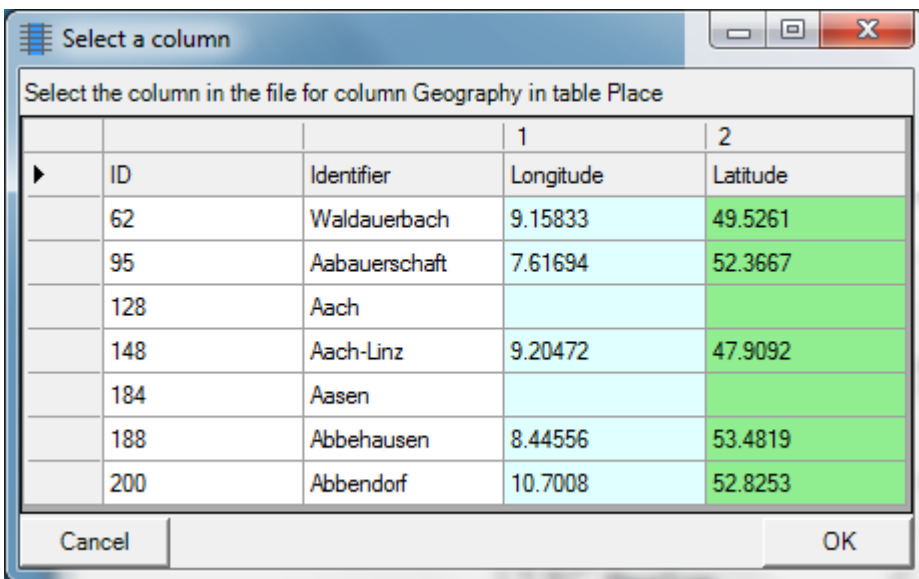 Select a column
Select the column in the file for column Geography in table Place
1 2
ID Identifier Longitude Latitude
62 Waldauerbach 9.15833 49.5261
95 Aabauerschaft 7.61694 52.3667
128 Aach
148 Aach-Linz 9.20472 47.9092
184 Aasen
188 Abbehausen 8.44556 53.4819
200 Abbendorf 10.7008 52.8253
Cancel OK